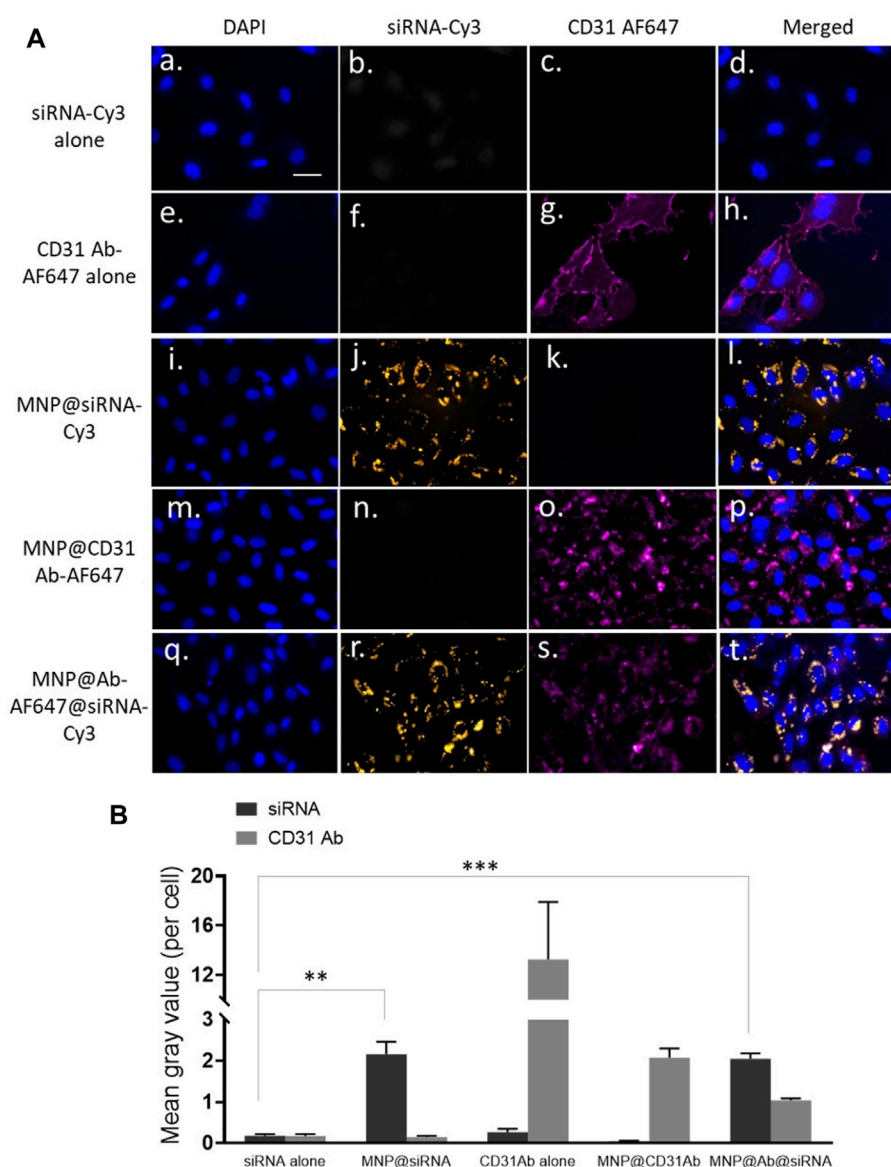 A
DAPI siRNA-Cy3 CD31 AF647 Merged
siRNA-Cy3
alone
a. b. c. d.
CD31 Ab-
AF647 alone
e. f. g. h.
MNP@siRNA-
Cy3
i. j. k. l.
MNP@CD31
Ab-AF647
m. n. o. p.
MNP@Ab-
AF647@siRNA-
Cy3
q. r. s. t.
B
siRNA
CD31 Ab
Mean gray value (per cell)
20
16
12
3
2
1
0
**
***
siRNA alone MNP@siRNA CD31Ab alone MNP@CD31Ab MNP@Ab@siRNA